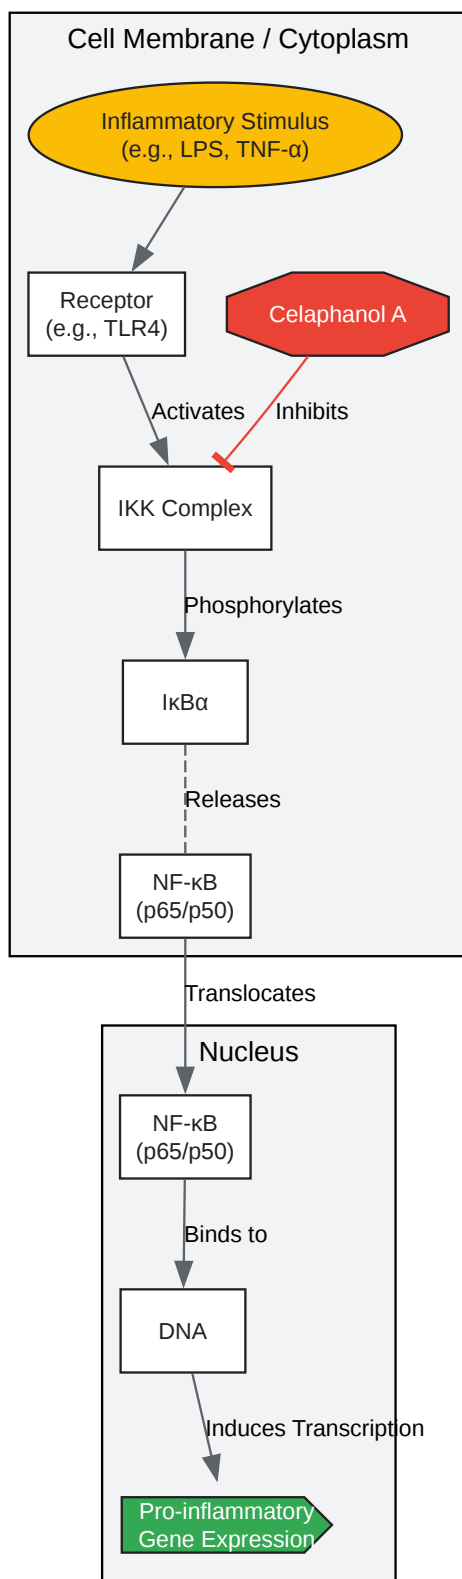 Cell Membrane / Cytoplasm
Inflammatory Stimulus
(e.g., LPS, TNF-α)
Receptor
(e.g., TLR4)
Celaphanol A
Activates
Inhibits
IKK Complex
Phosphorylates
IκBα
Releases
NF-κB
(p65/p50)
Translocates
Nucleus
NF-κB
(p65/p50)
Binds to
DNA
Induces Transcription
Pro-inflammatory
Gene Expression